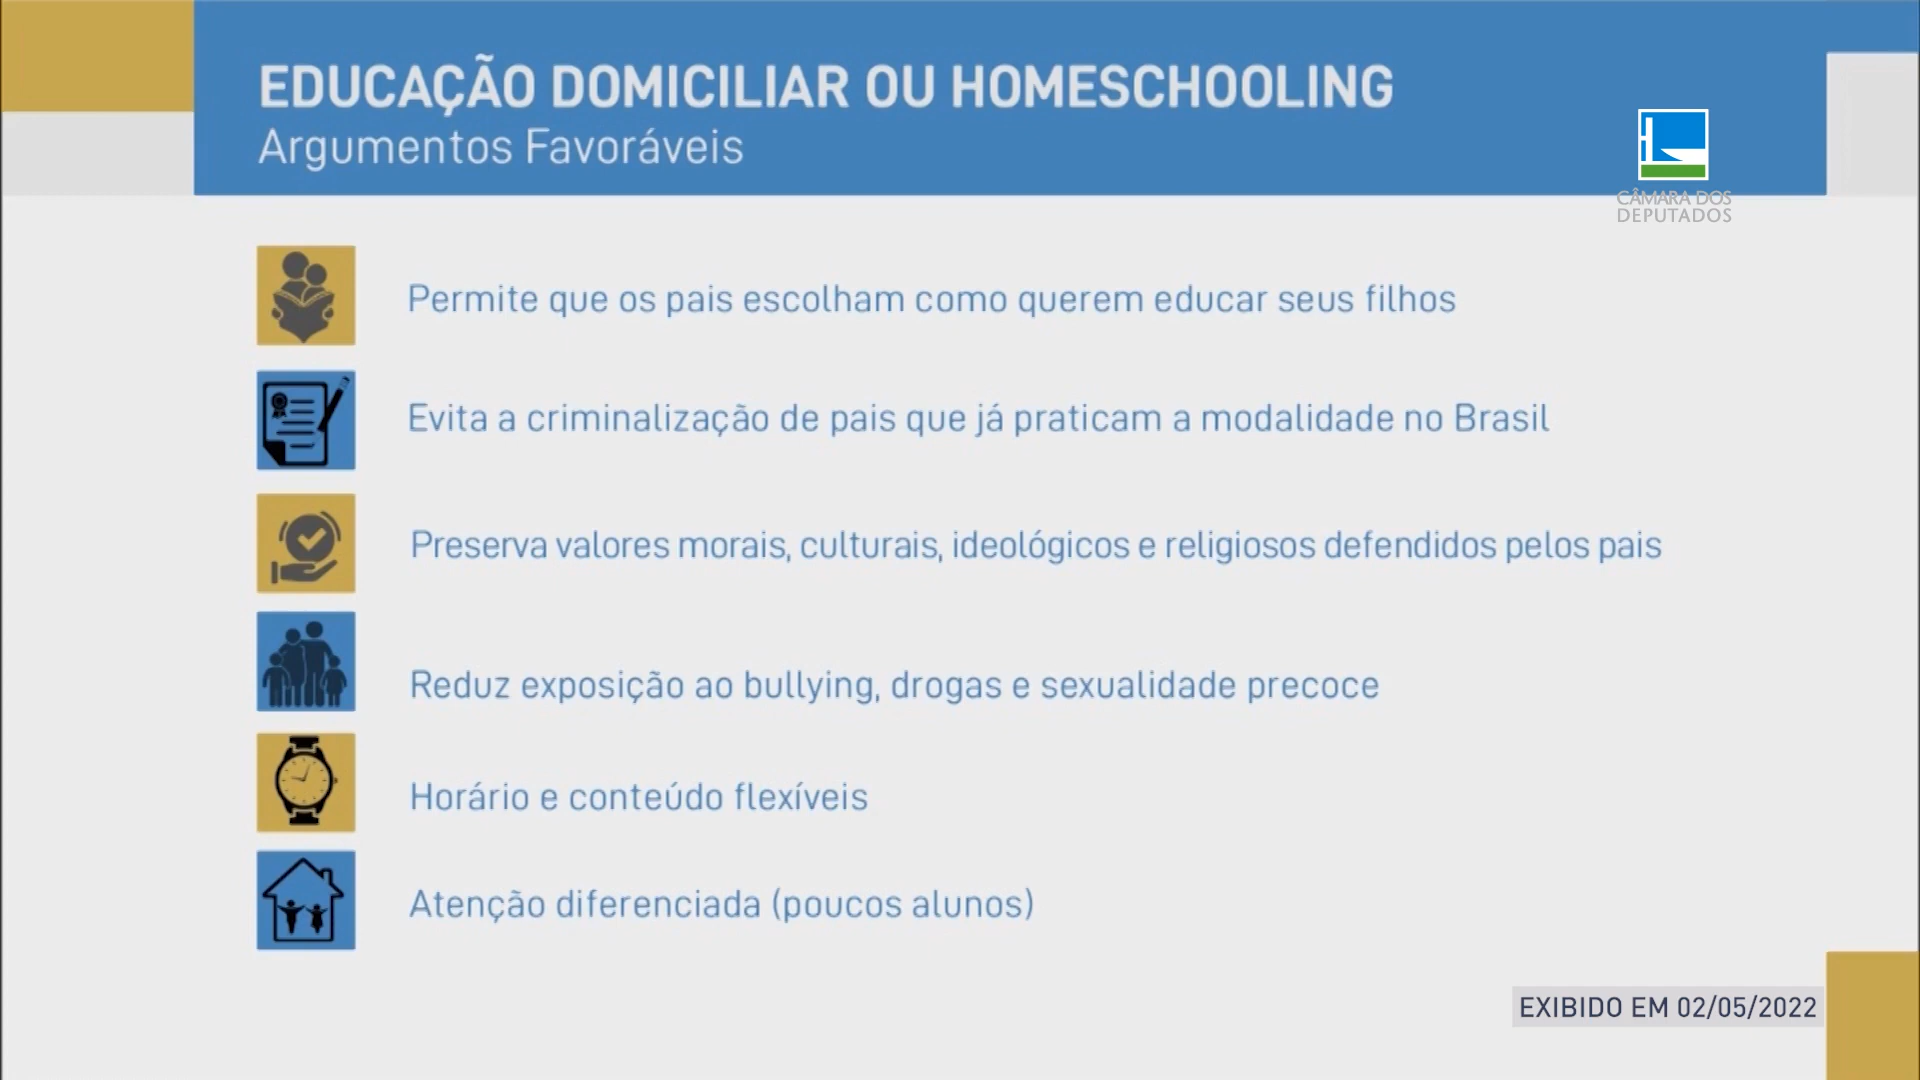 EDUCAÇÃO DOMICILIAR OU HOMESCHOOLING
Argumentos Favoráveis
CÂMARA DOS
DEPUTADOS
Permite que os pais escolham como querem educar seus filhos
Evita a criminalização de pais que já praticam a modalidade no Brasil
Preserva valores morais, culturais, ideológicos e religiosos defendidos pelos pais
Reduz exposição ao bullying, drogas e sexualidade precoce
Horário e conteúdo flexíveis
Atenção diferenciada (poucos alunos)
EXIBIDO EM 02/05/2022